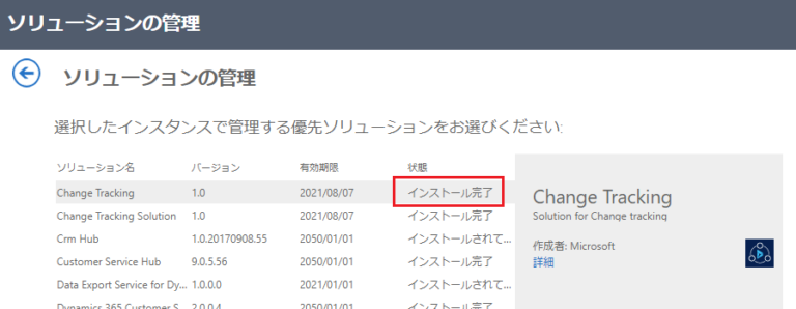 ソリューションの管理
ソリューションの管理
選択したインスタンスで管理する優先ソリューションをお選びください:
ソリューション名 バージョン 有効期限 状態
Change Tracking 1.0 2021/08/07 インストール完了
Change Tracking Solution 1.0 2021/08/07 インストール完了
Crm Hub 1.0.20170908.55 2050/01/01 インストールされて...
Customer Service Hub 9.0.5.56 2050/01/01 インストール完了
Data Export Service for Dy... 1.0.0.0 2021/01/01 インストールされて...
Dynamics 365 Customer S... 2.0.0.4 2050/01/01 インストール完了
Change Tracking
Solution for Change tracking
作成者: Microsoft
詳細